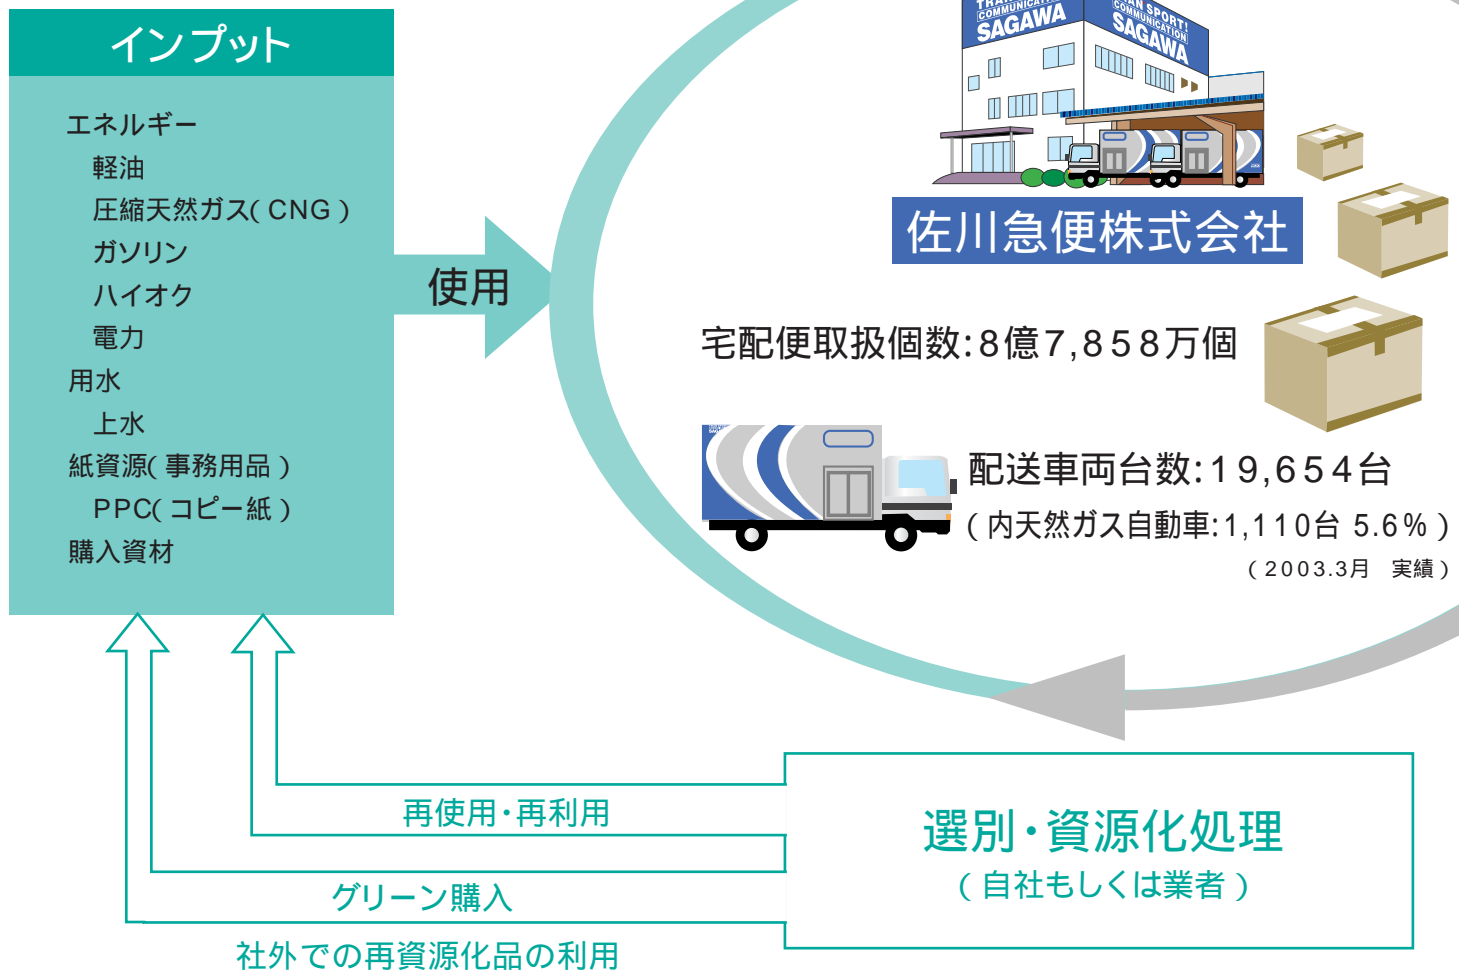 インプット
エネルギー
軽油
圧縮天然ガス(CNG)
ガソリン
ハイオク
電力
用水
上水
紙資源(事務用品)
PPC(コピー紙)
購入資材
使用
COMMUNICATION
SAGAWA
TRAN SPORT!
COMMUNICATION
SAGAWA
佐川急便株式会社
宅配便取扱個数:8億7,858万個
配送車両台数:19,654台
(内天然ガス自動車:1,110台 5.6%)
(2003.3月 実績)
再使用・再利用
グリーン購入
社外での再資源化品の利用
選別・資源化処理
(自社もしくは業者)